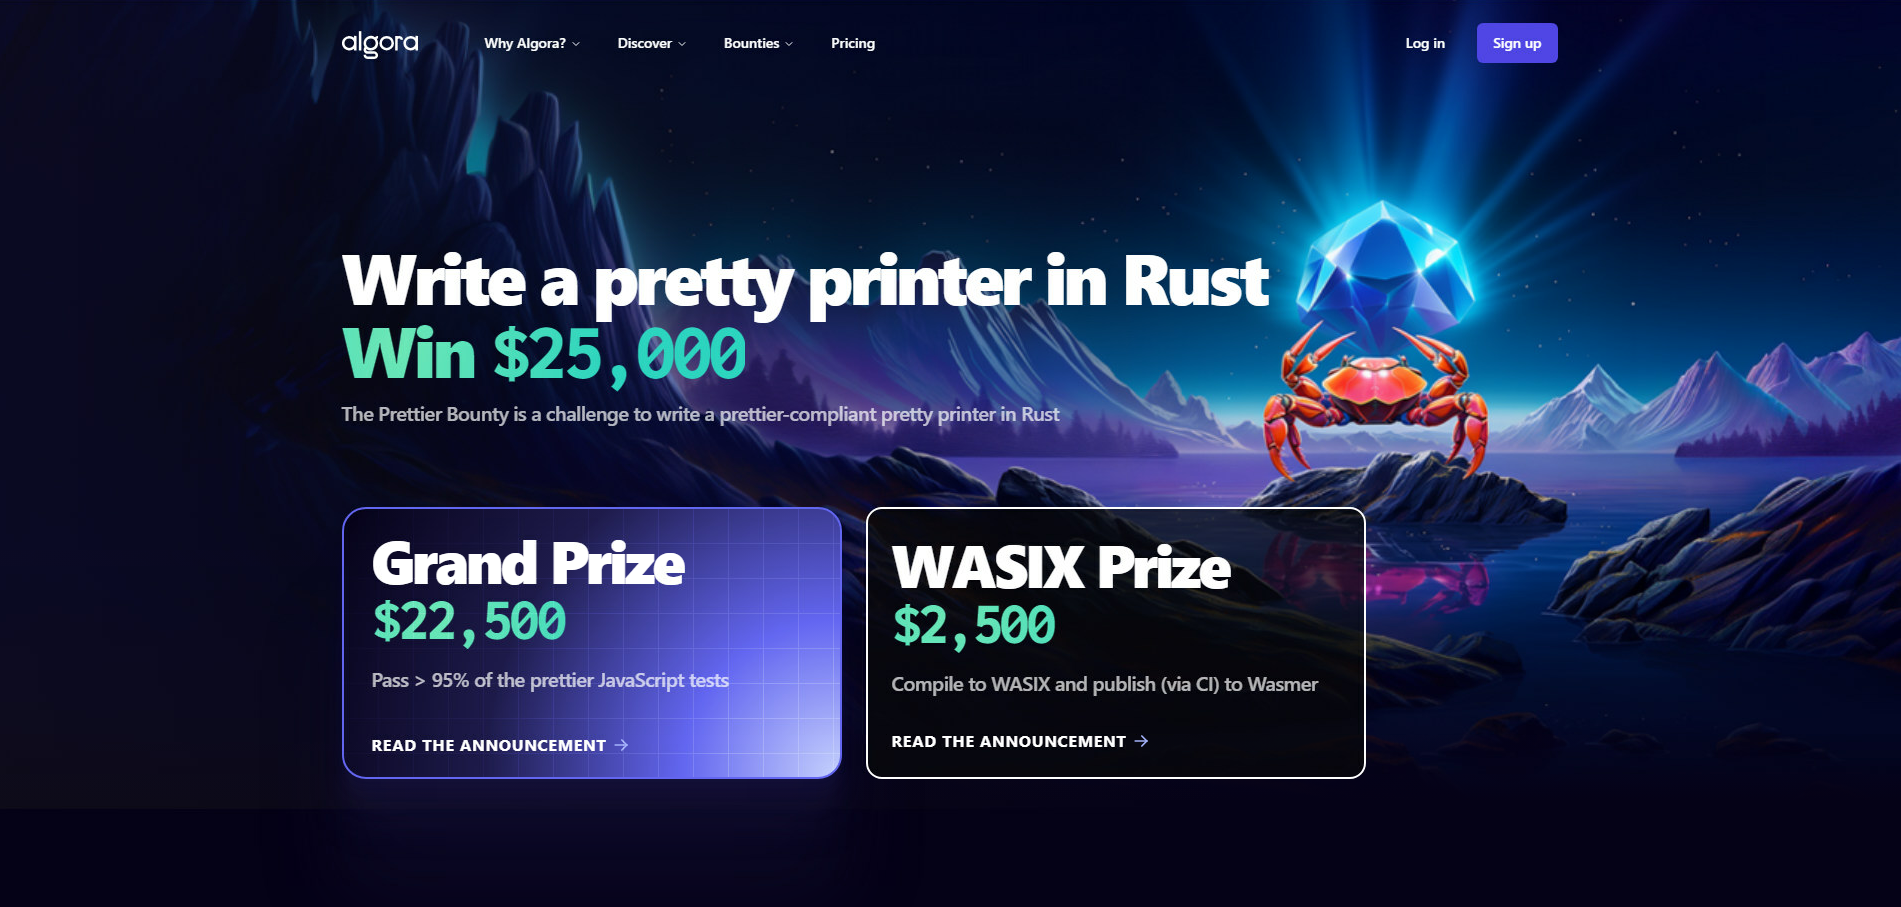 algora
Why Algora? Discover Bounties Pricing
Log in Sign up
Write a pretty printer in Rust
Win $25,000
The Prettier Bounty is a challenge to write a prettier-compliant pretty printer in Rust
Grand Prize
$22,500
Pass > 95% of the prettier JavaScript tests
READ THE ANNOUNCEMENT →
WASIX Prize
$2,500
Compile to WASIX and publish (via CI) to Wasmer
READ THE ANNOUNCEMENT →